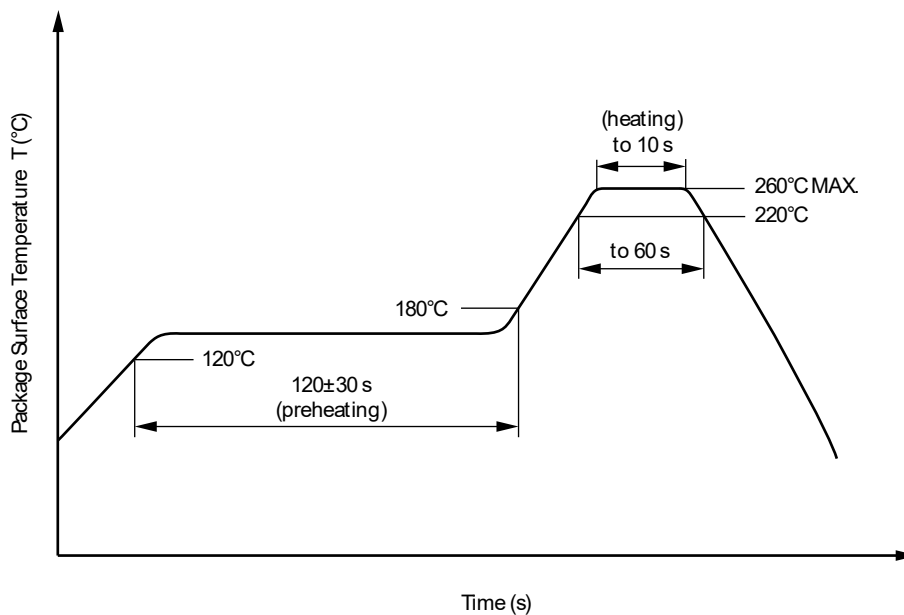 Package Surface Temperature T (°C)
(heating)
to 10 s
260°C MAX.
220°C
to 60 s
180°C
120°C
120±30 s
(preheating)
Time (s)